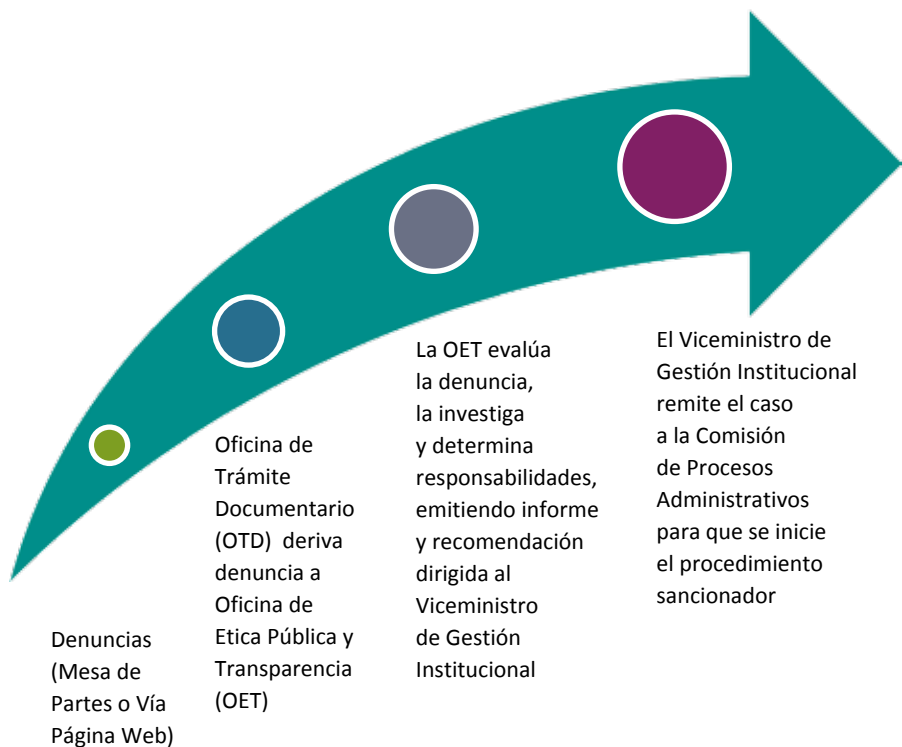 Denuncias
(Mesa de
Partes o Vía
Página Web)
Oficina de
Trámite
Documentario
(OTD) deriva
denuncia a
Oficina de
Etica Pública y
Transparencia
(OET)
La OET evalúa
la denuncia,
la investiga
y determina
responsabilidades,
emitiendo informe
y recomendación
dirigida al
Viceministro
de Gestión
Institucional
El Viceministro de
Gestión Institucional
remite el caso
a la Comisión
de Procesos
Administrativos
para que se inicie
el procedimiento
sancionador